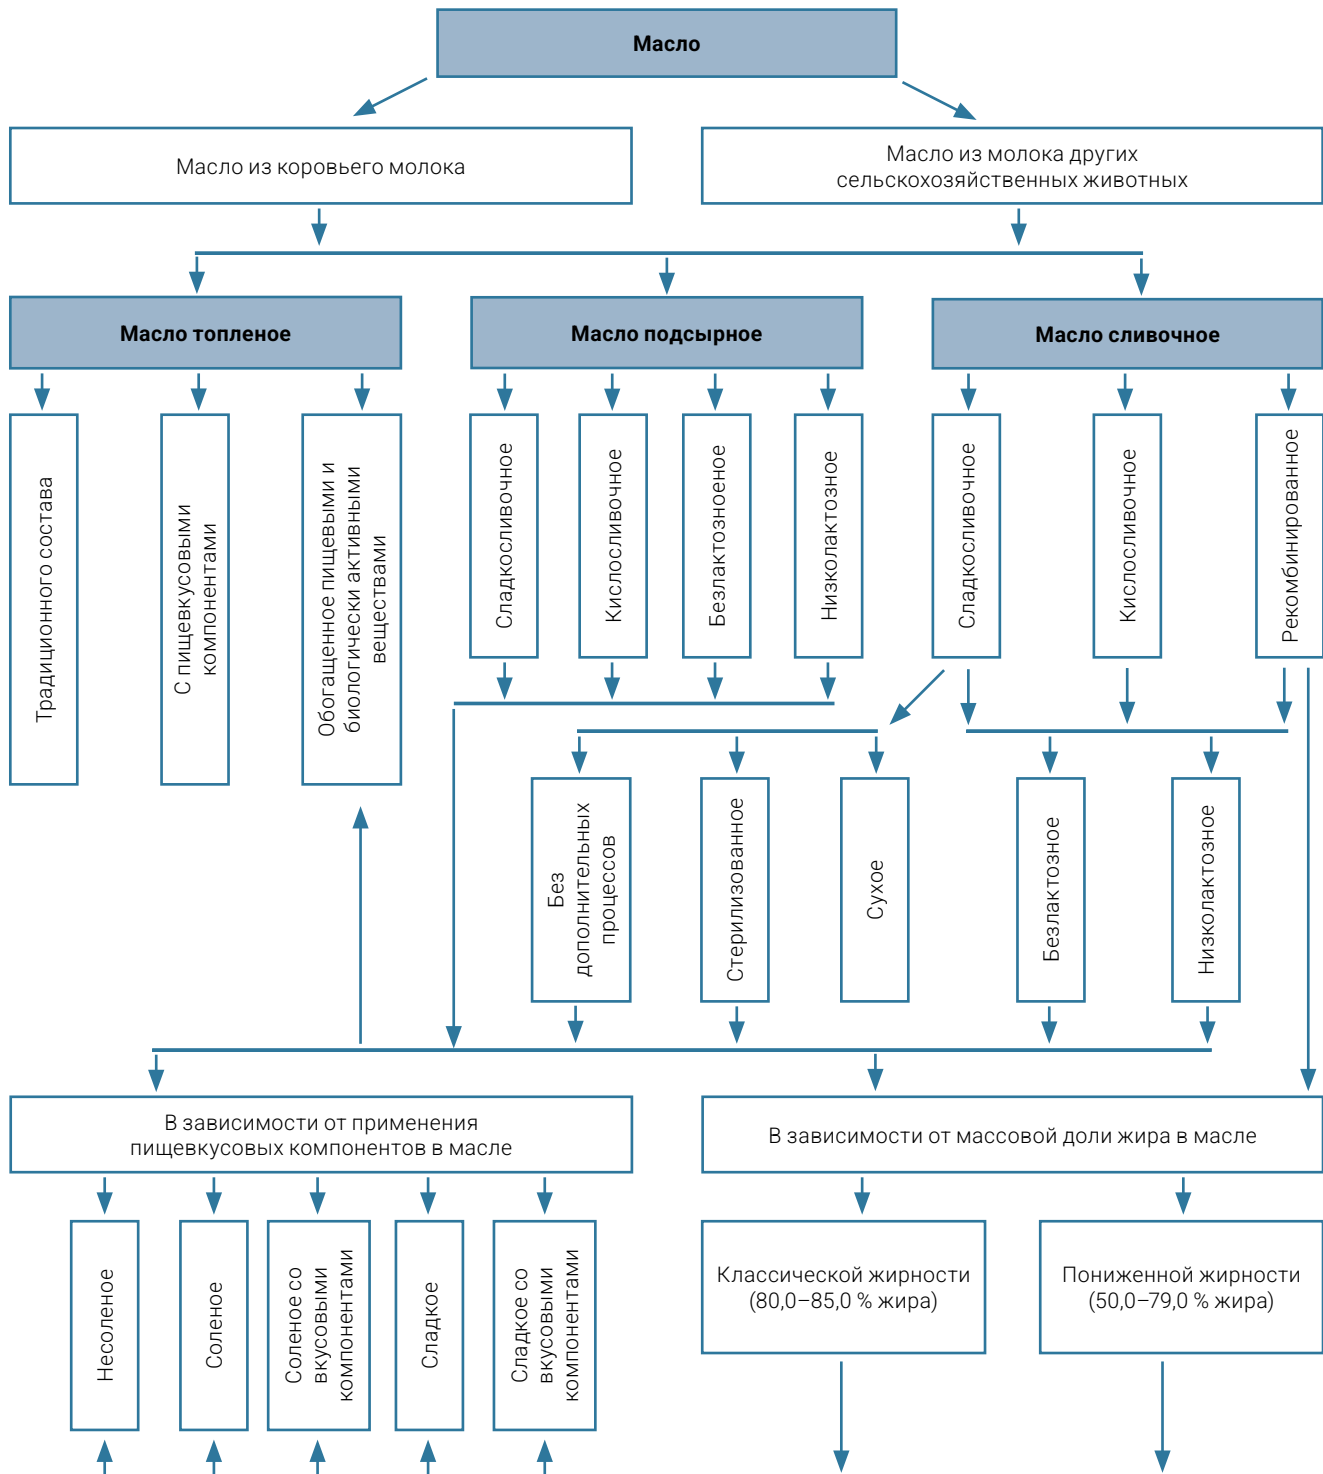 Масло
Масло из коровьего молока
Масло из молока других
сельскохозяйственных животных
Масло топленое
Масло подсырное
Масло сливочное
Традиционного состава
С пищевкусовыми
компонентами
Обогащенное пищевыми и
биологически активными
веществами
Сладкосливочное
Кислосливочное
Безлактозноеное
Низколактозное
Сладкосливочное
Кислосливочное
Рекомбинированное
Без
дополнительных
процессов
Стерилизованное
Сухое
Безлактозное
Низколактозное
В зависимости от применения
пищевкусовых компонентов в масле
В зависимости от массовой доли жира в масле
Несоленое
Соленое
Соленое со
вкусовыми
компонентами
Сладкое
Сладкое со
вкусовыми
компонентами
Классической жирности
(80,0–85,0 % жира)
Пониженной жирности
(50,0–79,0 % жира)